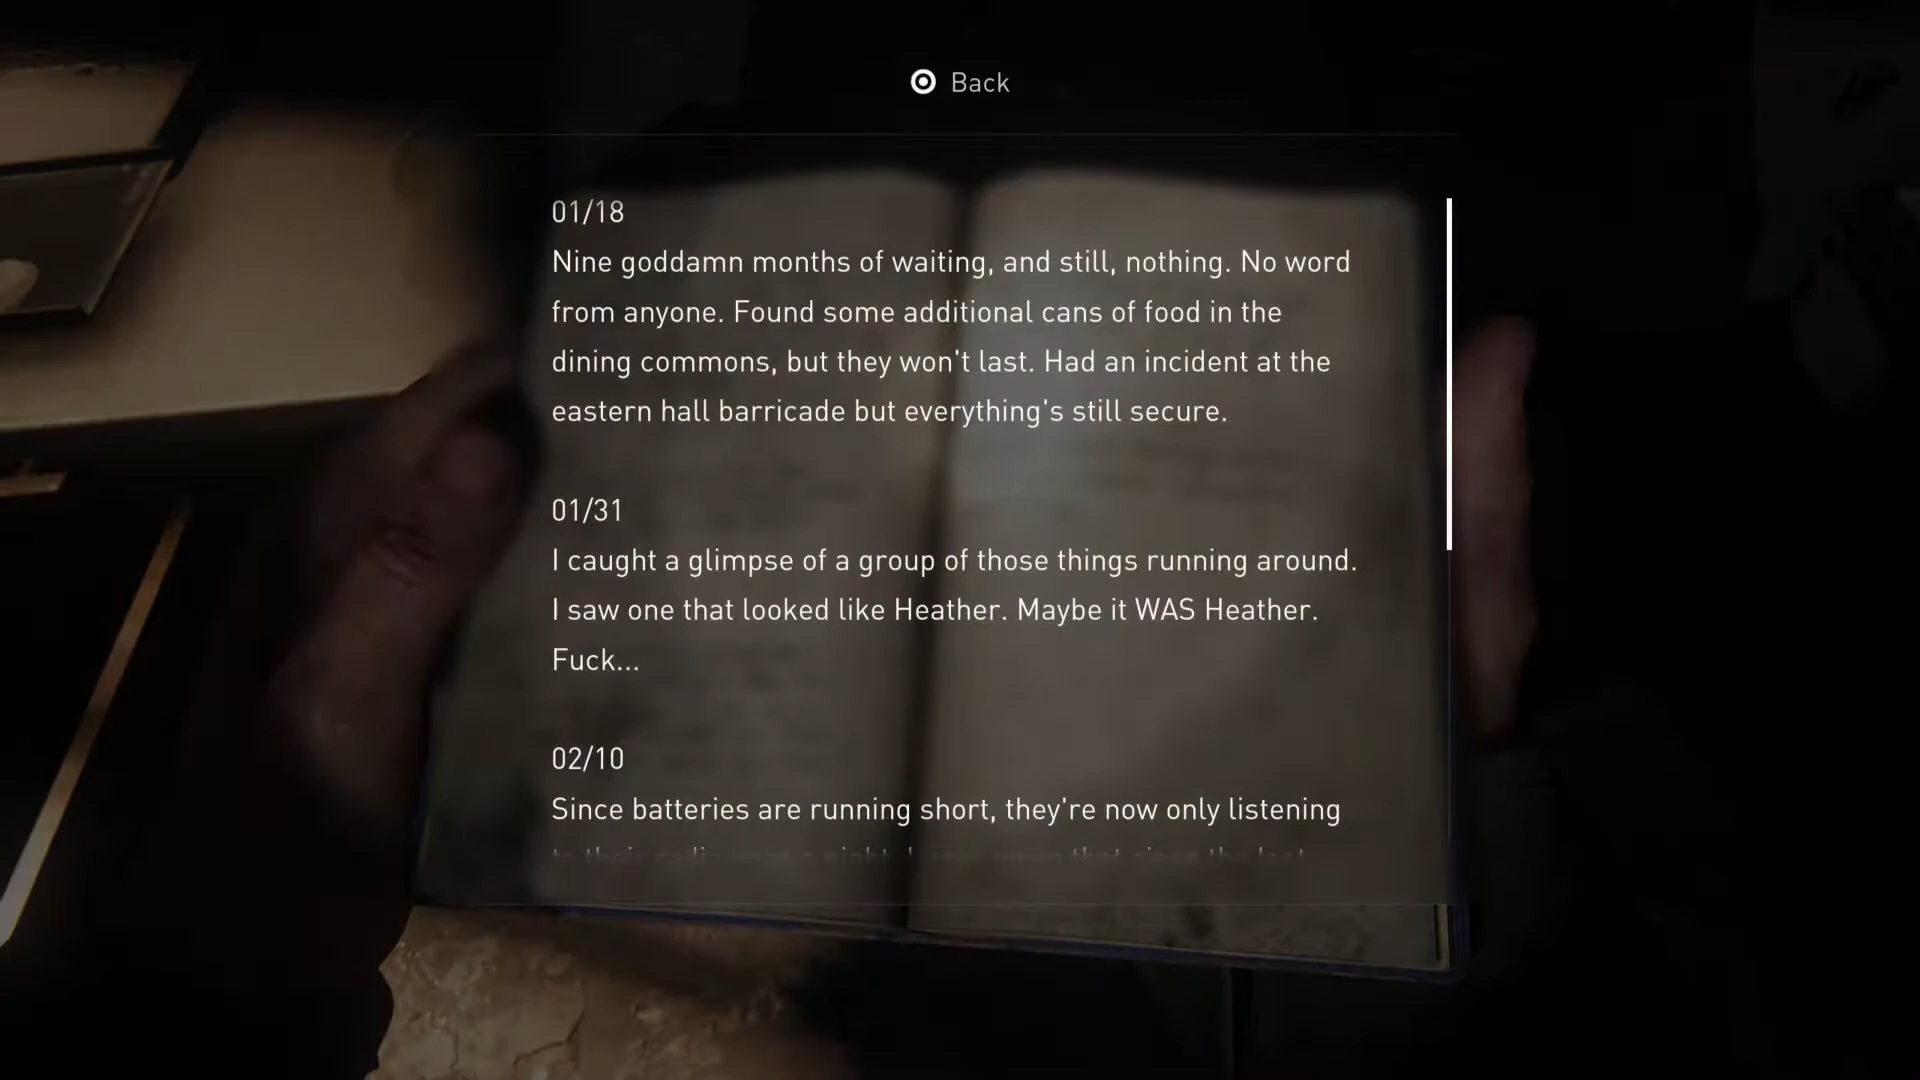 Back
01/18
Nine goddamn months of waiting, and still, nothing. No word
from anyone. Found some additional cans of food in the
dining commons, but they won't last. Had an incident at the
eastern hall barricade but everything's still secure.
01/31
I caught a glimpse of a group of those things running around.
I saw one that looked like Heather. Maybe it WAS Heather.
Fuck...
02/10
Since batteries are running short, they're now only listening